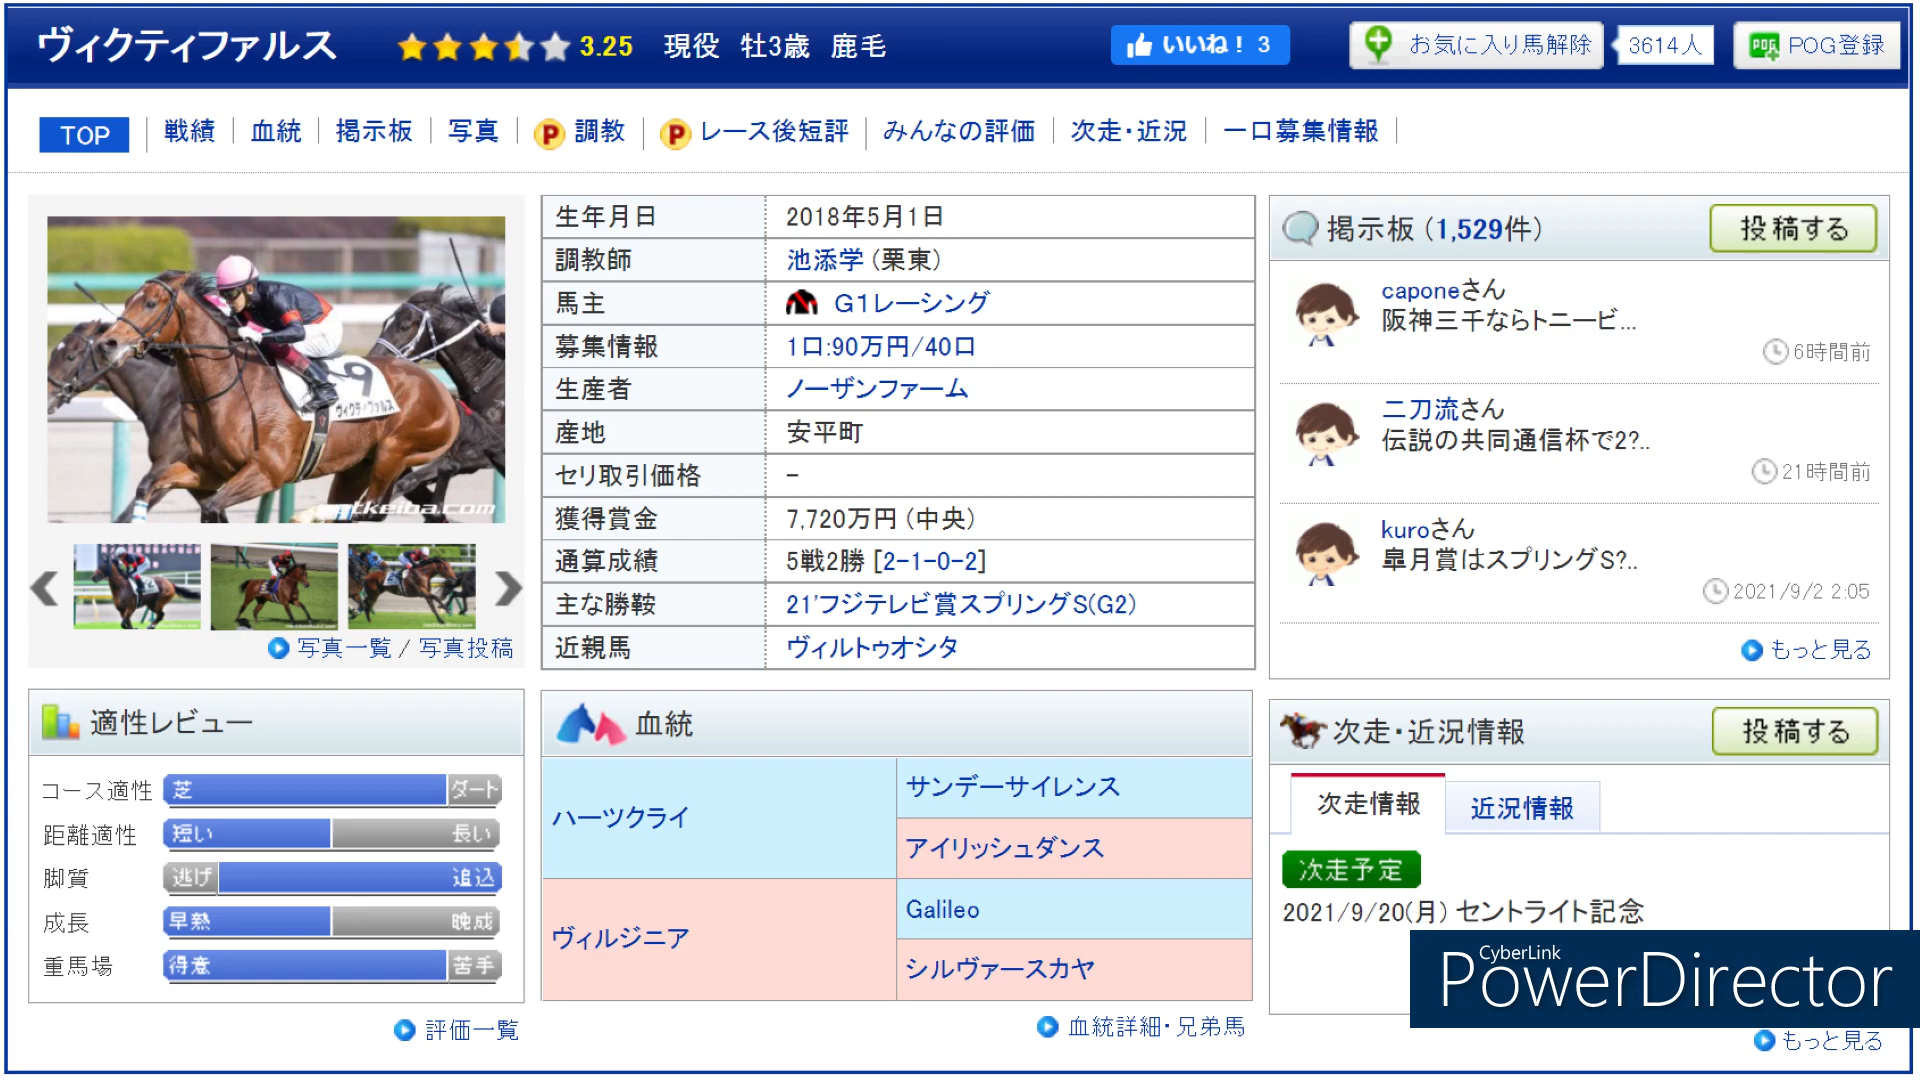 ヴィクティファルス 3.25 現役 牡3歳 鹿毛 いいね！ 3 お気に入り馬解除 3614人 POG登録
TOP 戦績 血統 掲示板 写真 P 調教 P レース後短評 みんなの評価 次走・近況 一口募集情報
9
ヴィクティファルス
netkeiba.com
写真一覧 / 写真投稿
生年月日 2018年5月1日
調教師 池添学 (栗東)
馬主 G1レーシング
募集情報 1口:90万円/40口
生産者 ノーザンファーム
産地 安平町
セリ取引価格 -
獲得賞金 7,720万円 (中央)
通算成績 5戦2勝 [2-1-0-2]
主な勝鞍 21'フジテレビ賞スプリングS(G2)
近親馬 ヴィルトゥオシタ
掲示板 (1,529件) 投稿する
caponeさん
阪神三千ならトニービ...
6時間前
二刀流さん
伝説の共同通信杯で2?..
21時間前
kuroさん
皐月賞はスプリングS?..
2021/9/2 2:05
もっと見る
適性レビュー
コース適性 芝 ダート
距離適性 短い 長い
脚質 逃げ 追込
成長 早熟 晩成
重馬場 得意 苦手
評価一覧
血統
ハーツクライ
サンデーサイレンス
アイリッシュダンス
ヴィルジニア
Galileo
シルヴァースカヤ
血統詳細・兄弟馬
次走・近況情報 投稿する
次走情報 近況情報
次走予定
2021/9/20(月) セントライト記念
CyberLink
PowerDirector
もっと見る